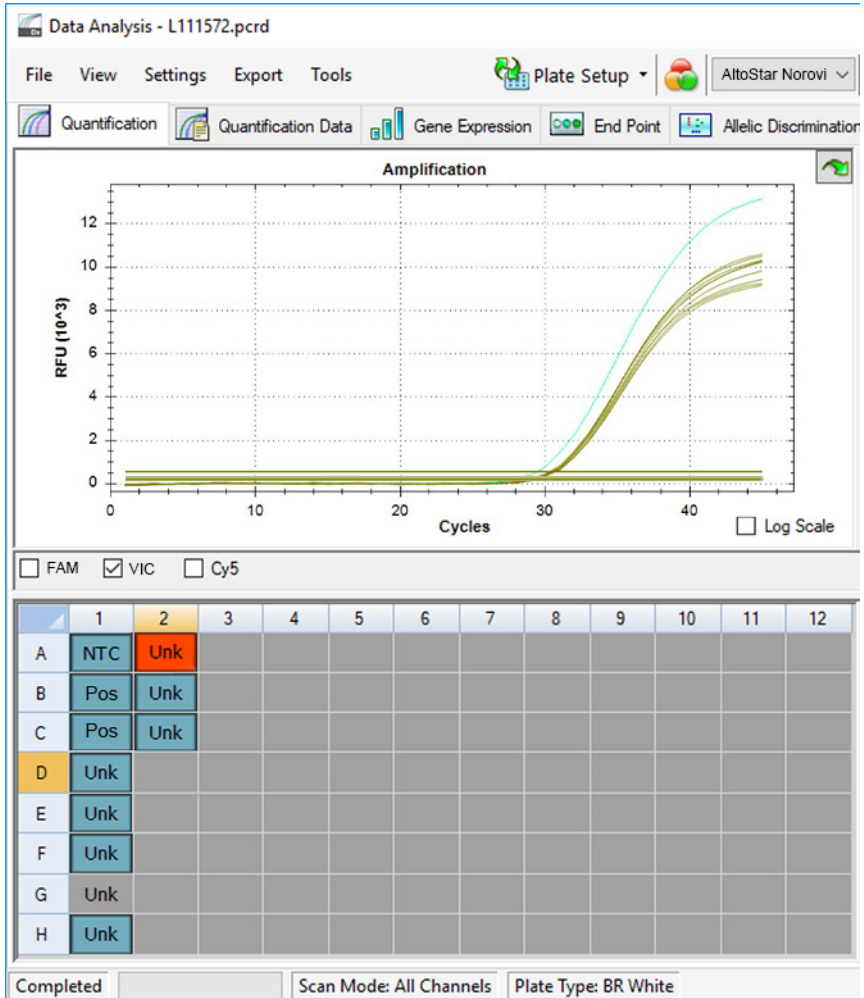 Data Analysis - L111572.pcrd
File View Settings Export Tools Plate Setup AltoStar Norovi
Quantification Quantification Data Gene Expression End Point Allelic Discrimination
Amplification
12
10
8
6
4
2
0
RFU (10^3)
0 10 20 30 40
Cycles
Log Scale
FAM VIC Cy5
1 2 3 4 5 6 7 8 9 10 11 12
A NTC Unk
B Pos Unk
C Pos Unk
D Unk
E Unk
F Unk
G Unk
H Unk
Completed Scan Mode: All Channels Plate Type: BR White